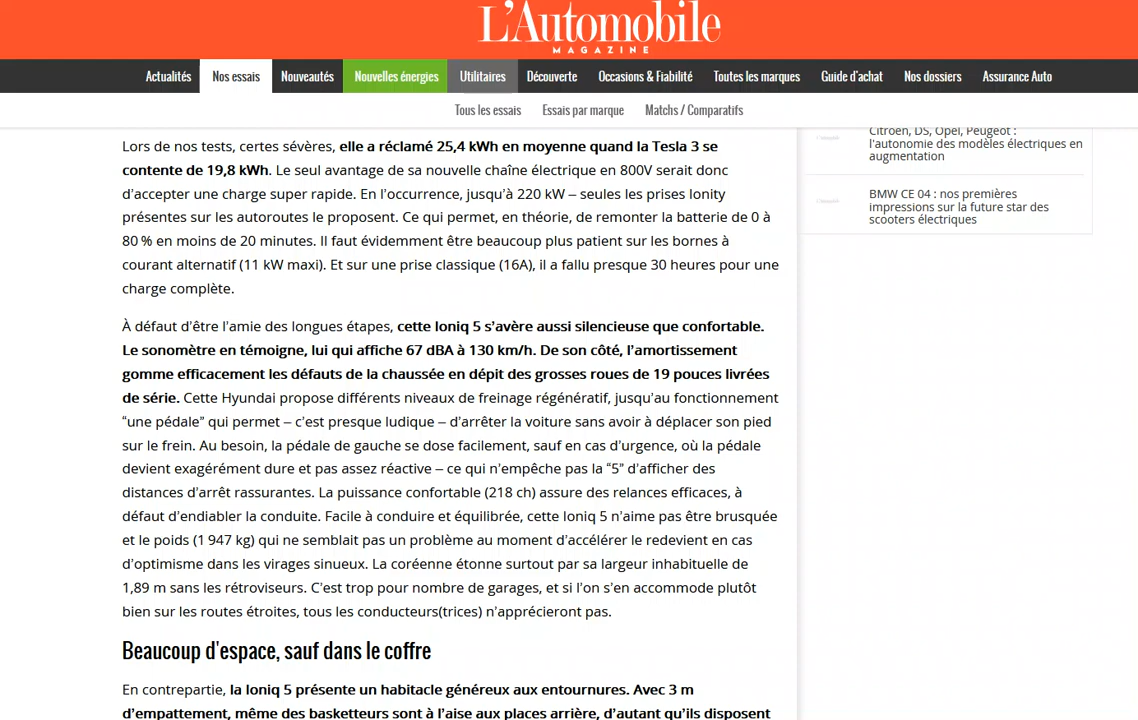 L'Automobile
MAGAZINE
Actualités Nos essais Nouveautés Nouvelles énergies Utilitaires Découverte Occasions & Fiabilité Toutes les marques Guide d'achat Nos dossiers Assurance Auto
Tous les essais Essais par marque Matchs / Comparatifs
Lors de nos tests, certes sévères, elle a réclamé 25,4 kWh en moyenne quand la Tesla 3 se
contente de 19,8 kWh. Le seul avantage de sa nouvelle chaîne électrique en 800V serait donc
d’accepter une charge super rapide. En l’occurrence, jusqu’à 220 kW – seules les prises Ionity
présentes sur les autoroutes le proposent. Ce qui permet, en théorie, de remonter la batterie de 0 à
80 % en moins de 20 minutes. Il faut évidemment être beaucoup plus patient sur les bornes à
courant alternatif (11 kW maxi). Et sur une prise classique (16A), il a fallu presque 30 heures pour une
charge complète.
À défaut d’être l’amie des longues étapes, cette Ioniq 5 s’avère aussi silencieuse que confortable.
Le sonomètre en témoigne, lui qui affiche 67 dBA à 130 km/h. De son côté, l’amortissement
gomme efficacement les défauts de la chaussée en dépit des grosses roues de 19 pouces livrées
de série. Cette Hyundai propose différents niveaux de freinage régénératif, jusqu’au fonctionnement
“une pédale” qui permet – c’est presque ludique – d’arrêter la voiture sans avoir à déplacer son pied
sur le frein. Au besoin, la pédale de gauche se dose facilement, sauf en cas d’urgence, où la pédale
devient exagérément dure et pas assez réactive – ce qui n’empêche pas la “5” d’afficher des
distances d’arrêt rassurantes. La puissance confortable (218 ch) assure des relances efficaces, à
défaut d’endiabler la conduite. Facile à conduire et équilibrée, cette Ioniq 5 n’aime pas être brusquée
et le poids (1 947 kg) qui ne semblait pas un problème au moment d’accélérer le redevient en cas
d’optimisme dans les virages sinueux. La coréenne étonne surtout par sa largeur inhabituelle de
1,89 m sans les rétroviseurs. C’est trop pour nombre de garages, et si l’on s’en accommode plutôt
bien sur les routes étroites, tous les conducteurs(trices) n’apprécieront pas.
Beaucoup d'espace, sauf dans le coffre
En contrepartie, la Ioniq 5 présente un habitacle généreux aux entournures. Avec 3 m
d’empattement, même des basketteurs sont à l’aise aux places arrière, d’autant qu’ils disposent
Citroën, DS, Opel, Peugeot :
l'autonomie des modèles électriques en
augmentation
BMW CE 04 : nos premières
impressions sur la future star des
scooters électriques